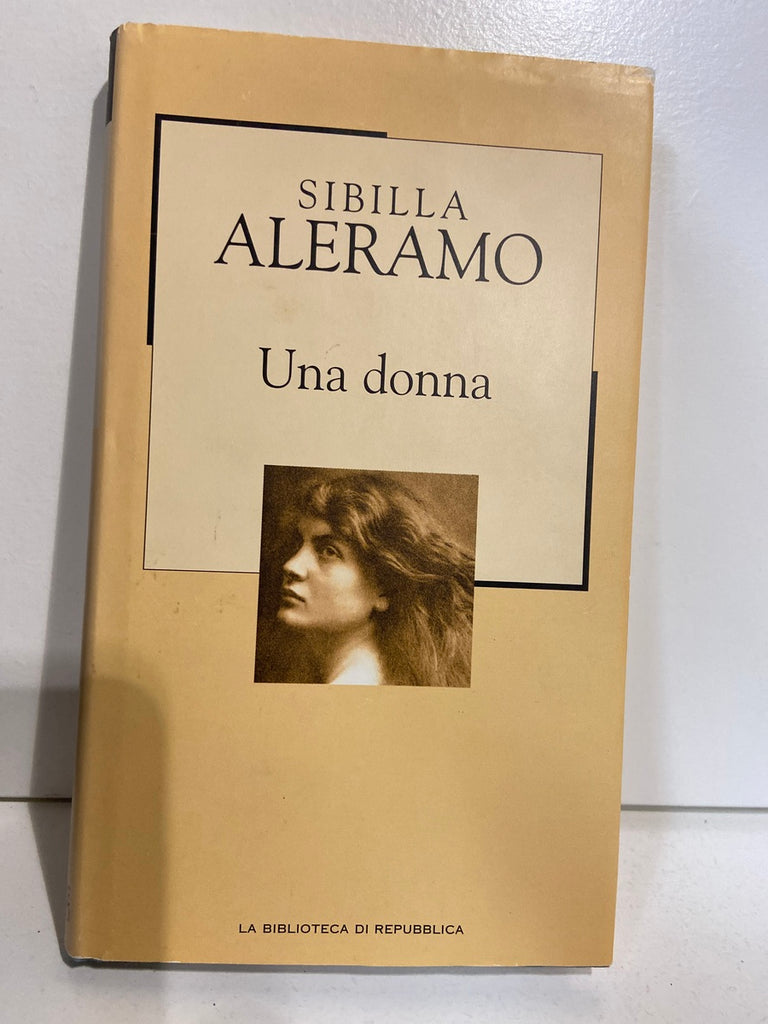 SIBILLA
ALERAMO
Una donna
LA BIBLIOTECA DI REPUBBLICA